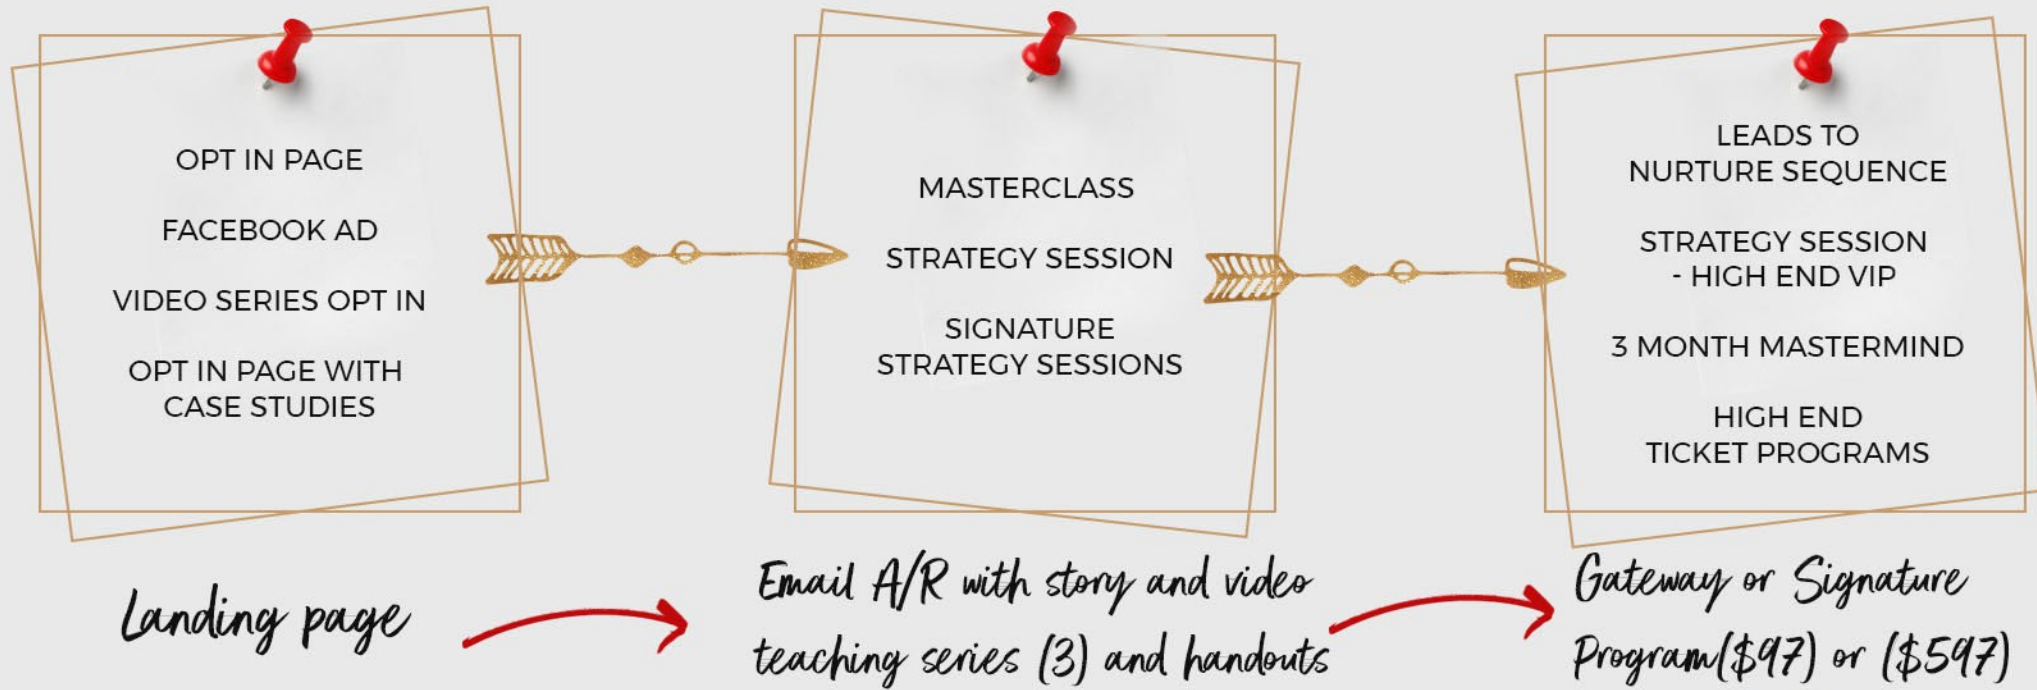 OPT IN PAGE
FACEBOOK AD
VIDEO SERIES OPT IN
OPT IN PAGE WITH
CASE STUDIES
MASTERCLASS
STRATEGY SESSION
SIGNATURE
STRATEGY SESSIONS
LEADS TO
NURTURE SEQUENCE
STRATEGY SESSION
- HIGH END VIP
3 MONTH MASTERMIND
HIGH END
TICKET PROGRAMS
Landing page
Email A/R with story and video
teaching series (3) and handouts
Gateway or Signature
Program($97) or ($597)